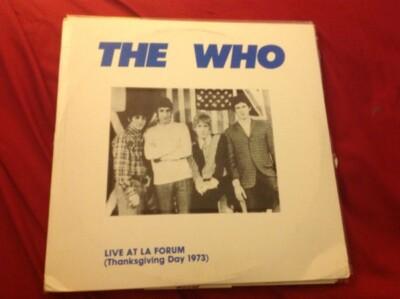 THE WHO
LIVE AT LA FORUM
(Thanksgiving Day 1973)